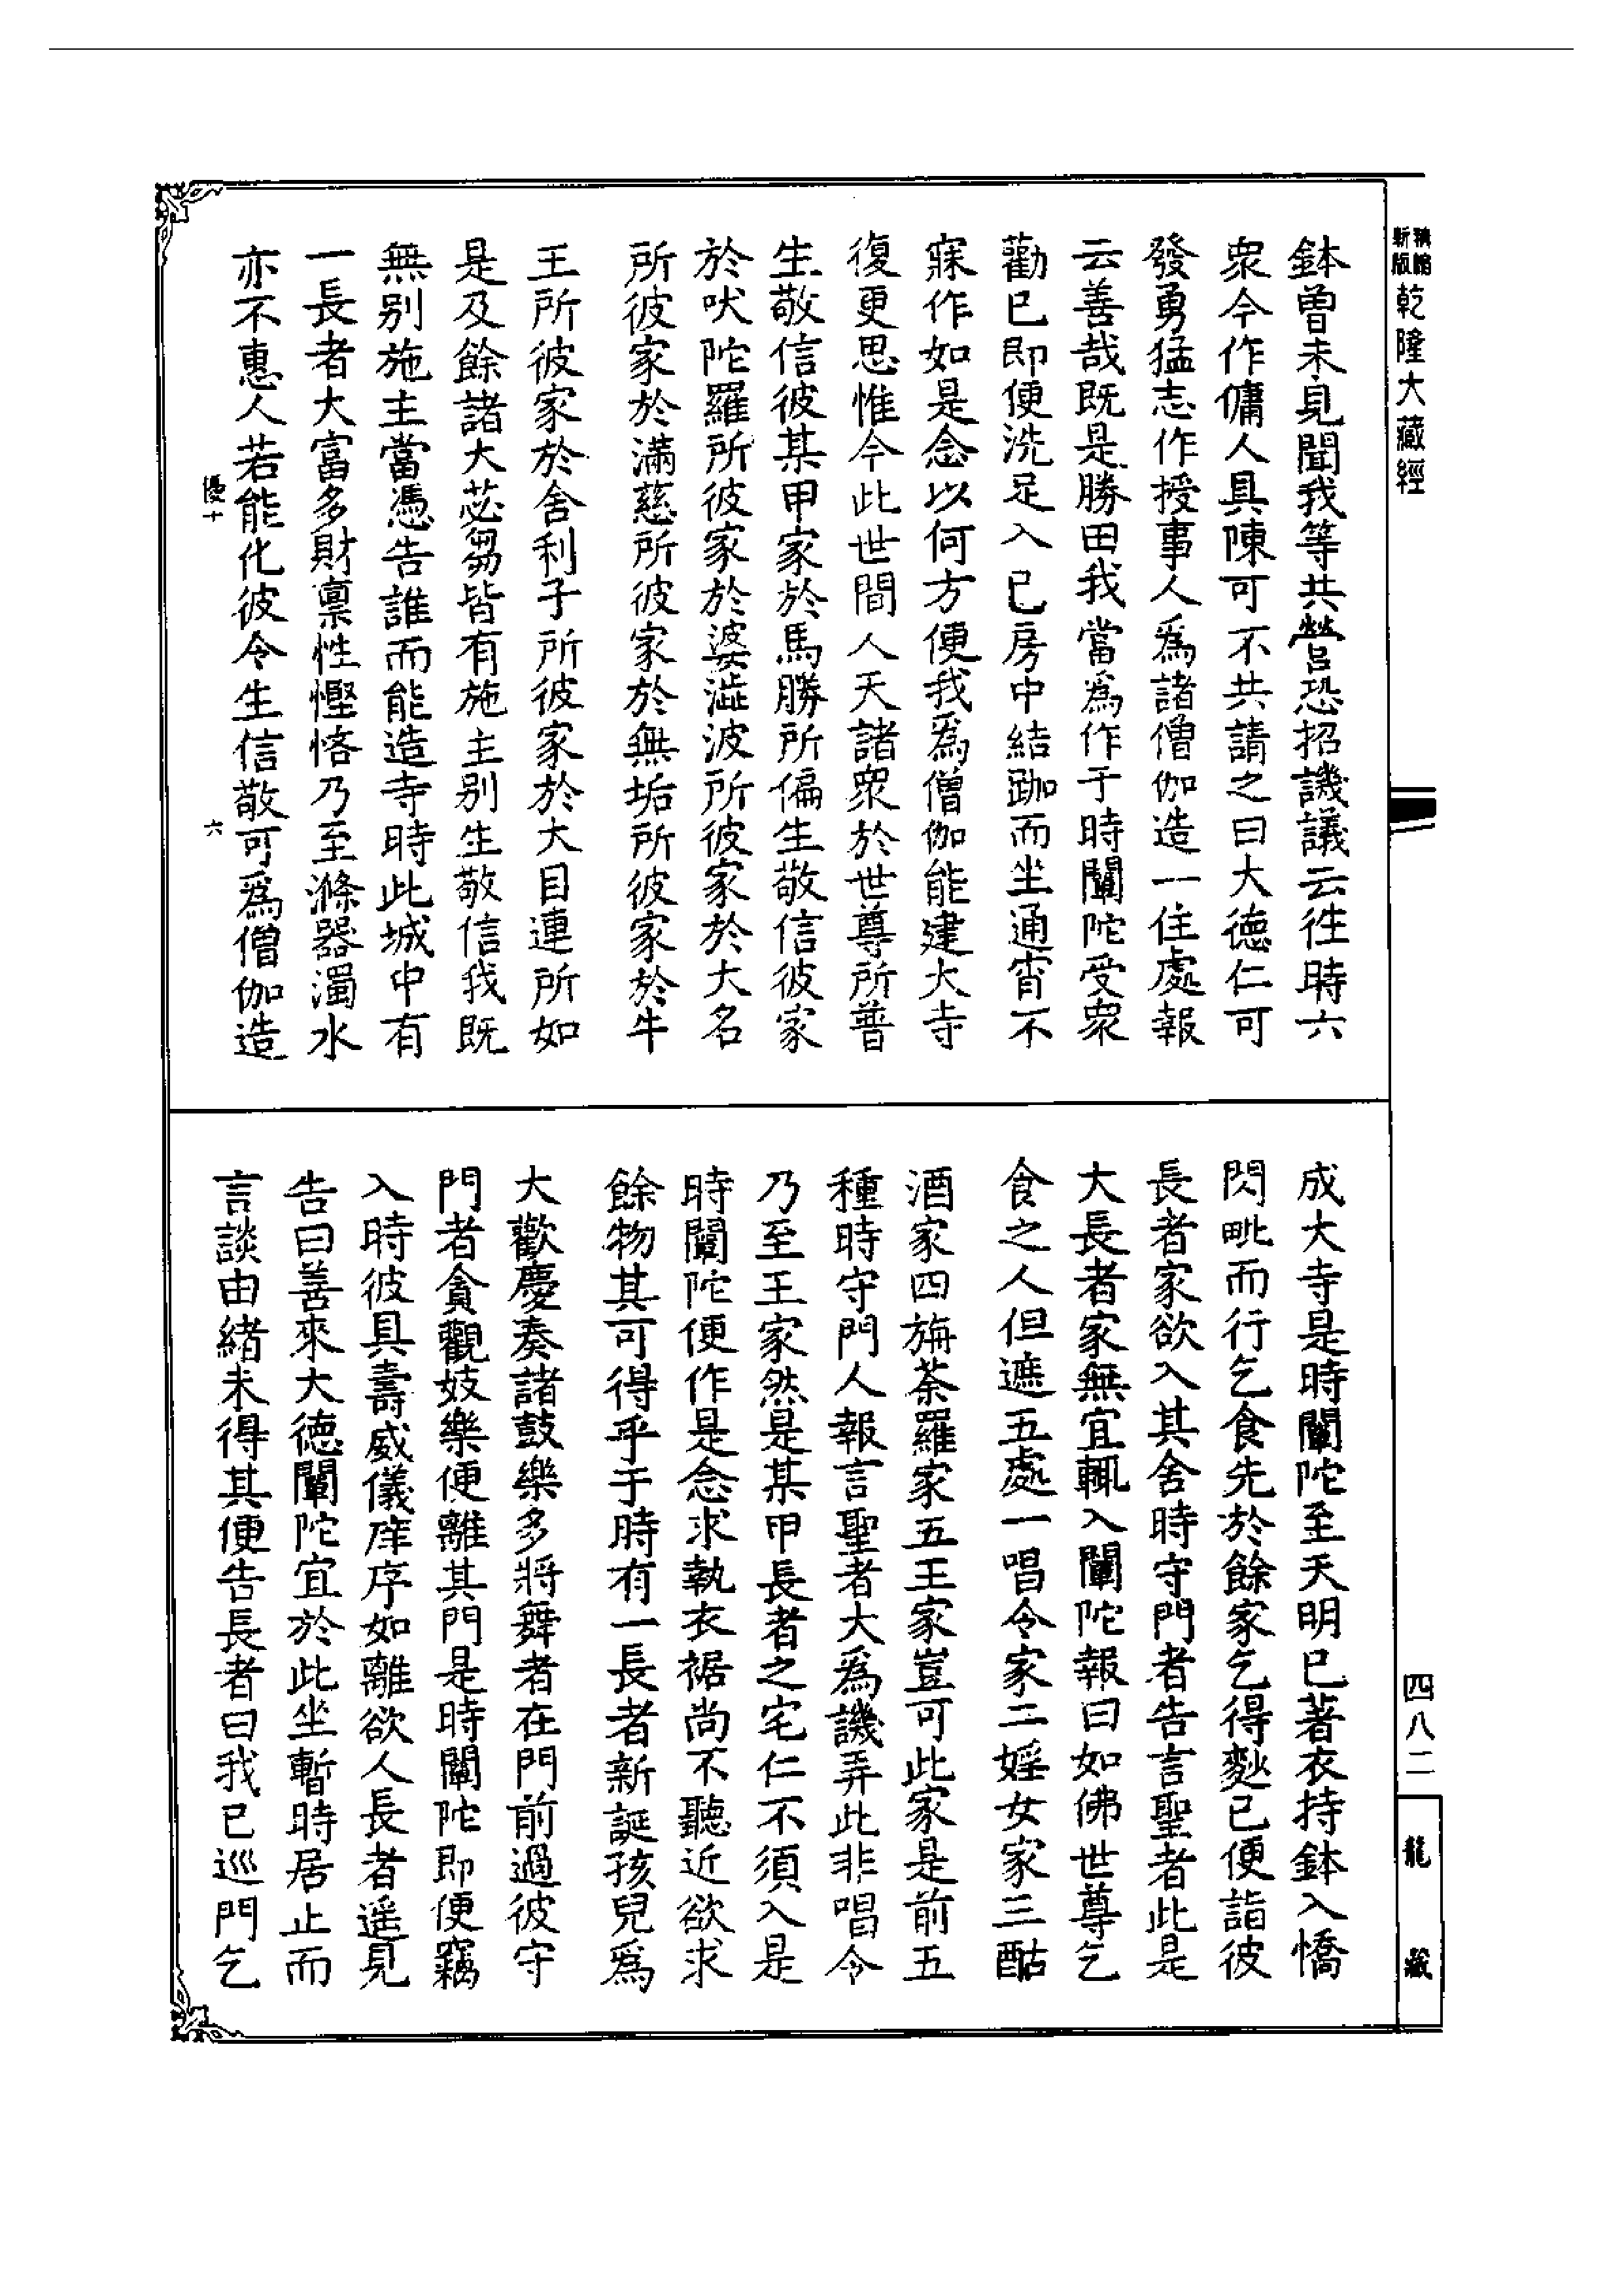 新版
精縮
乾隆大藏經
鉢曾未見聞我等共營恐招譏議云往時六
衆今作傭人具陳可不共請之曰大德仁可
發勇猛志作授事人爲諸僧伽造一住處報
云善哉既是勝田我當爲作于時闡陀受衆
勸已即便洗足入已房中結跏而坐通宵不
寐作如是念以何方便我爲僧伽能建大寺
復更思惟今此世間人天諸衆於世尊所普
生敬信彼某甲家於馬勝所偏生敬信彼家
於吠陀羅所彼家於婆澁波所彼家於大名
所彼家於滿慈所彼家於無垢所彼家於牛
王所彼家於舍利子所彼家於大目連所如
是及餘諸大苾芻皆有施主別生敬信我既
無別施主當憑告誰而能造寺時此城中有
一長者大富多財禀性慳悋乃至滌器濁水
亦不惠人若能化彼令生信敬可爲僧伽造
優十
六
成大寺是時闡陀至天明已著衣持鉢入憍
閃毗而行乞食先於餘家乞得麨已便詣彼
長者家欲入其舍時守門者告言聖者此是
大長者家無宜輒入闡陀報曰如佛世尊乞
食之人但遮五處一唱令家二婬女家三酤
酒家四旃荼羅家五王家豈可此家是前五
種時守門人報言聖者大爲譏弄此非唱令
乃至王家然是某甲長者之宅仁不須入是
時闡陀便作是念求執衣裾尚不聽近欲求
餘物其可得乎于時有一長者新誕孩兒爲
大歡慶奏諸鼓樂多將舞者在門前過彼守
門者貪觀妓樂便離其門是時闡陀即便竊
入時彼具壽威儀庠序如離欲人長者遥見
告曰善來大德闡陀宜於此坐暫時居止而
言談由緒未得其便告長者曰我已巡門乞
四八二
龍藏